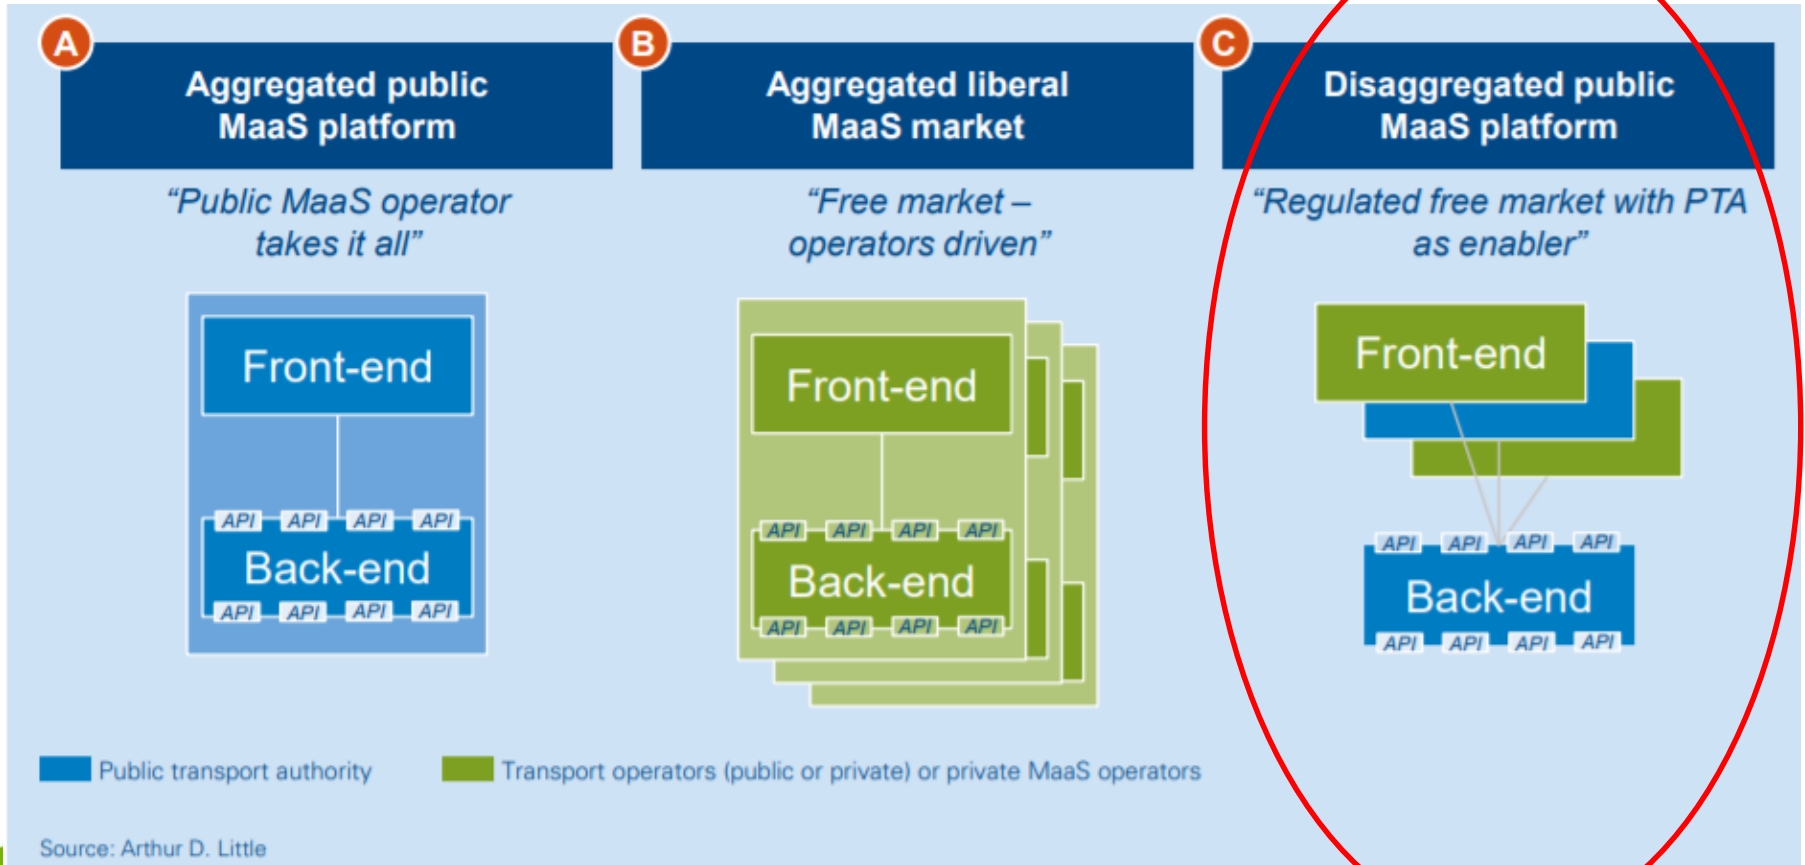 A
Aggregated public
MaaS platform
“Public MaaS operator
takes it all”
Front-end
API API API API
Back-end
API API API API
B
Aggregated liberal
MaaS market
“Free market –
operators driven”
Front-end
API API API API
Back-end
API API API API
C
Disaggregated public
MaaS platform
“Regulated free market with PTA
as enabler”
Front-end
API API API API
Back-end
API API API API
Public transport authority
Transport operators (public or private) or private MaaS operators
Source: Arthur D. Little